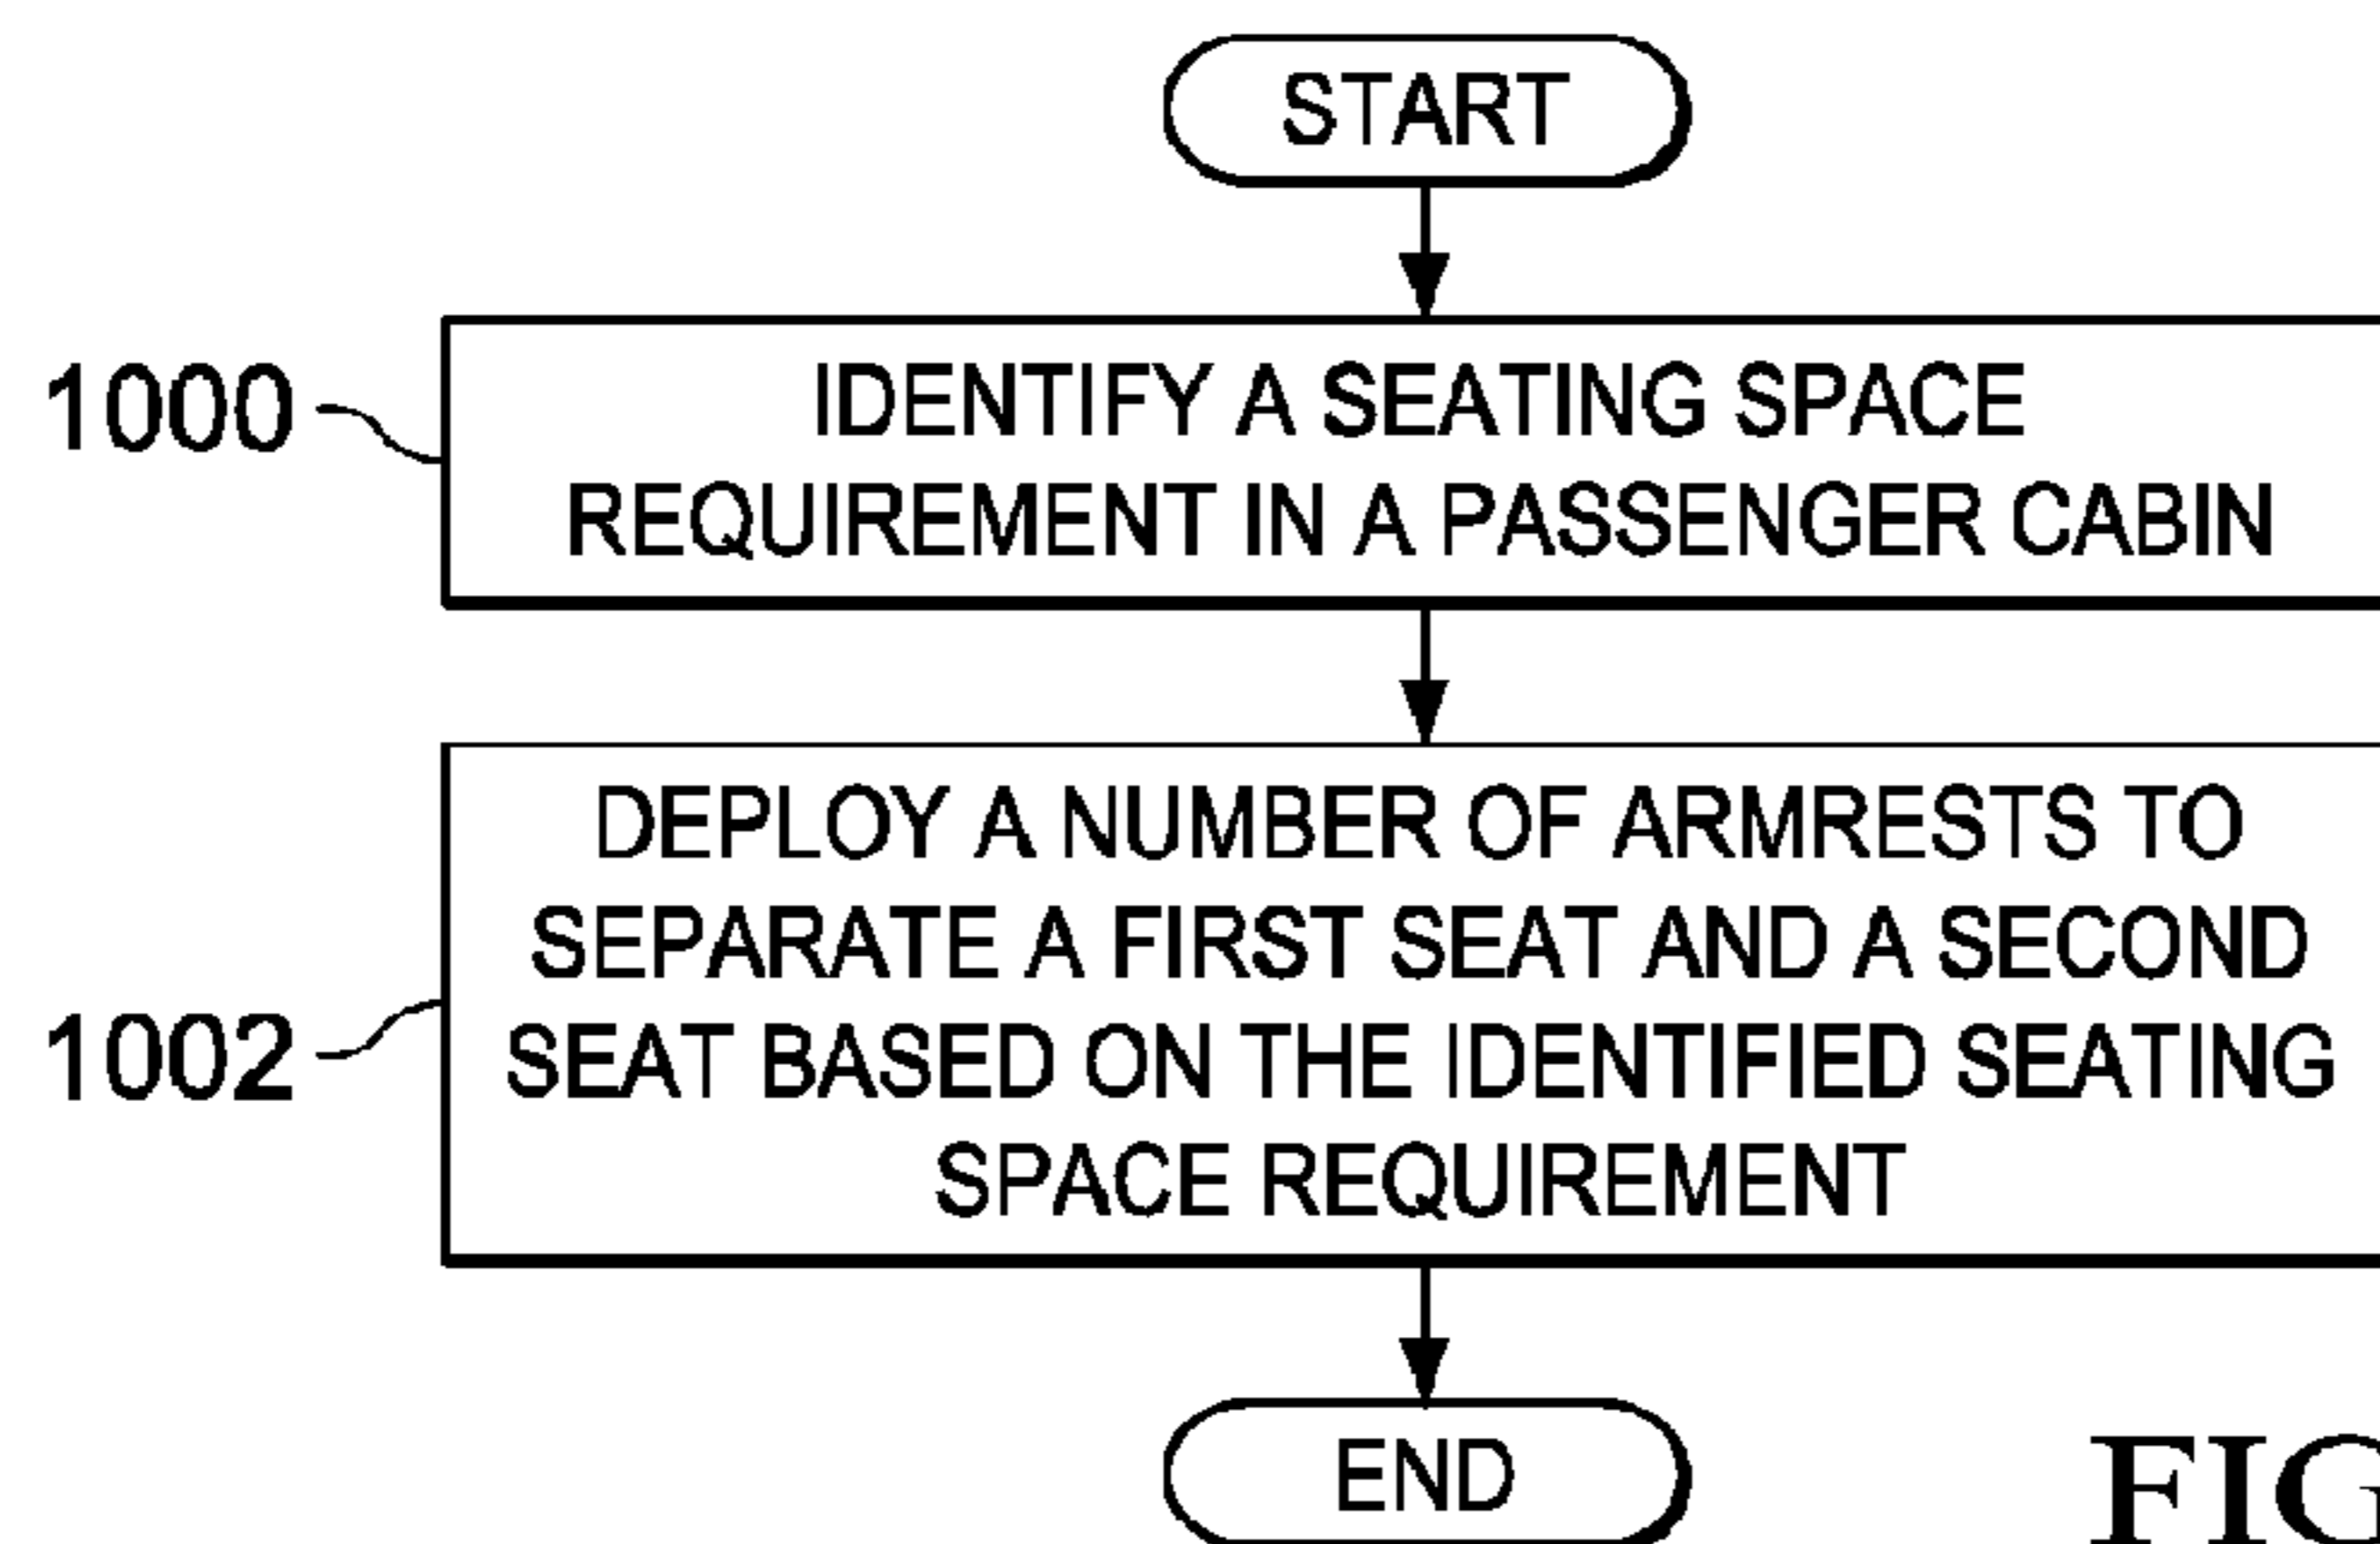 START
1000
IDENTIFY A SEATING SPACE
REQUIREMENT IN A PASSENGER CABIN
1002
DEPLOY A NUMBER OF ARMRESTS TO
SEPARATE A FIRST SEAT AND A SECOND
SEAT BASED ON THE IDENTIFIED SEATING
SPACE REQUIREMENT
END
FIG